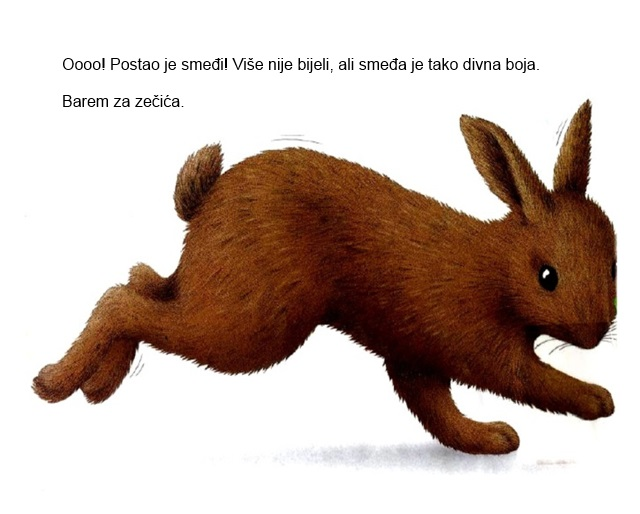 Oooo! Postao je smeđi! Više nije bijeli, ali smeđa je tako divna boja.
Barem za zečića.